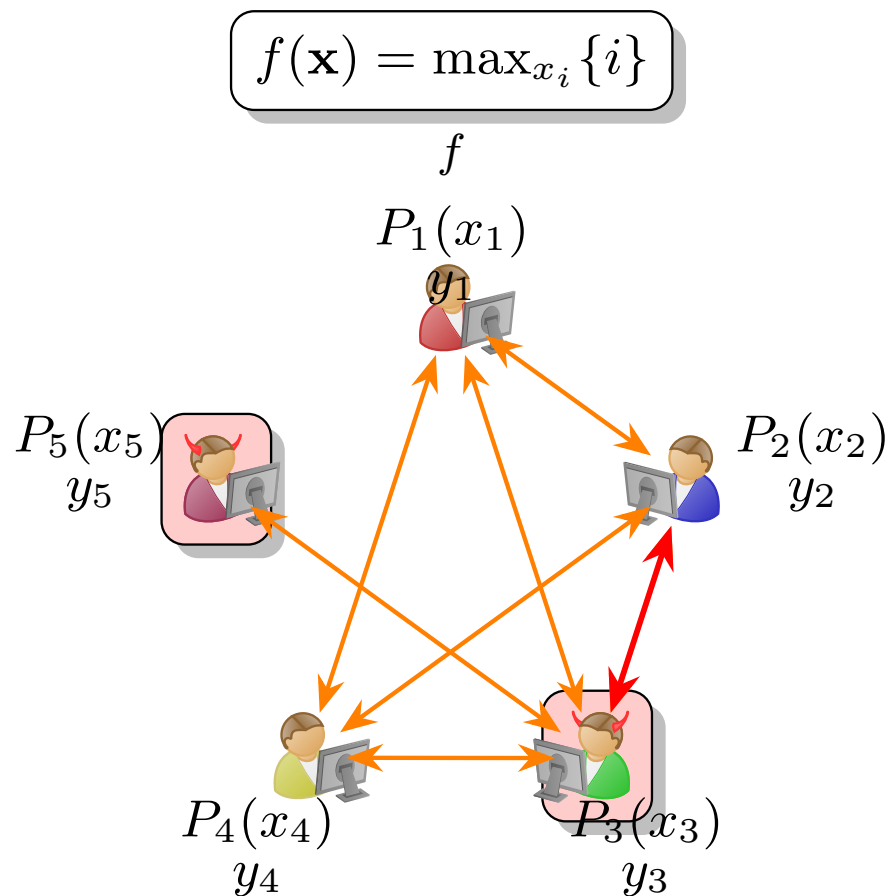 f(x) = max_{x_i}{i}
f
P_1(x_1)
y_1
P_5(x_5)
y_5
P_2(x_2)
y_2
P_4(x_4)
y_4
P_3(x_3)
y_3